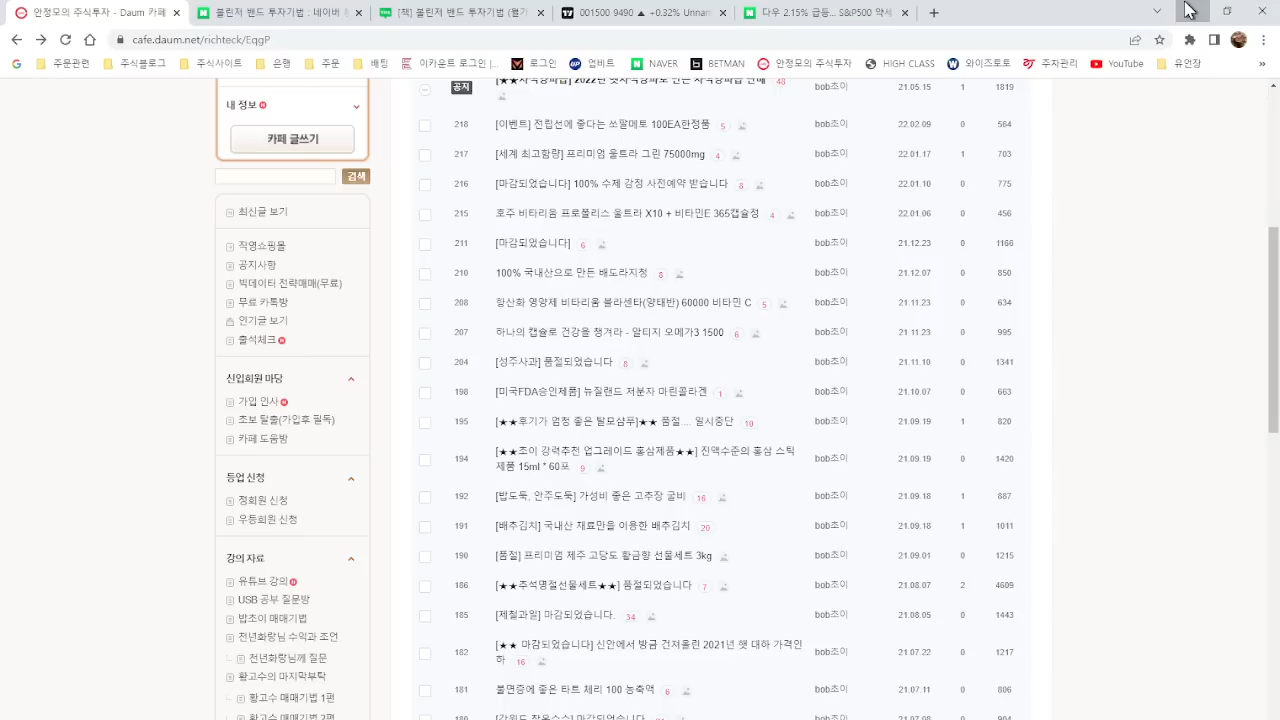 안정모의 주식투자 - Daum 카페
볼린저 밴드 투자기법 : 네이버
[책] 볼린저 밴드 투자기법 (월가
001500 9490 ▲ +0.32% Unnam
다우 2.15% 급등... S&P500 약세
cafe.daum.net/richteck/EqgP
주문관련
주식블로그
주식사이트
은행
주문
배팅
이카운트 로그인 |...
로그인
업비트
NAVER
BETMAN
안정모의 주식투자
HIGH CLASS
와이즈토토
주자관리
YouTube
유언장
내 정보
카페 글쓰기
검색
최신글 보기
직영쇼핑몰
공지사항
빅데이터 전략매매(무료)
무료 카톡방
인기글 보기
출석체크
신입회원 마당
가입 인사
초보 탈출(가입후 필독)
카페 도움방
등업 신청
정회원 신청
우등회원 신청
강의 자료
유튜브 강의
USB 공부 질문방
밥초이 매매기법
전년화랑님 수익과 조언
천년화랑님께 질문
황고수의 마지막부탁
황고수 매매기법 1편
황고수 매매기법 2편
공지 48 bob초이 21.05.15 1 1819
218 [이벤트] 전립선에 좋다는 쏘팔메토 100EA한정품 5 bob초이 22.02.09 0 564
217 [세계 최고함량] 프리미엄 울트라 그린 75000mg 4 bob초이 22.01.17 1 703
216 [마감되었습니다] 100% 수제 강정 사전예약 받습니다 8 bob초이 22.01.10 0 775
215 호주 비타리움 프로폴리스 울트라 X10 + 비타민E 365캡슐정 4 bob초이 22.01.06 0 456
211 [마감되었습니다] 6 bob초이 21.12.23 0 1166
210 100% 국내산으로 만든 배도라지청 8 bob초이 21.12.07 0 850
208 항산화 영양제 비타리움 플라센타(양태반) 60000 비타민 C 5 bob초이 21.11.23 0 634
207 하나의 캡슐로 건강을 챙겨라 - 알티지 오메가3 1500 6 bob초이 21.11.23 0 995
204 [성주사과] 품절되었습니다 8 bob초이 21.11.10 0 1341
198 [미국FDA승인제품] 뉴질랜드 저분자 마린콜라겐 1 bob초이 21.10.07 0 663
195 [★★후기가 엄청 좋은 탈모샴푸]★★ 품절.... 일시중단 10 bob초이 21.09.19 1 820
194 [★★초이 강력추천 업그레이드 홍삼제품★★] 진액수준의 홍삼 스틱 bob초이 21.09.19 0 1420
제품 15ml * 60포 9
192 [밥도둑, 안주도둑] 가성비 좋은 고추장 굴비 16 bob초이 21.09.18 1 887
191 [배추김치] 국내산 재료만을 이용한 배추김치 20 bob초이 21.09.18 1 1011
190 [품절] 프리미엄 제주 고당도 황금향 선물세트 3kg bob초이 21.09.01 0 1215
186 [★★추석명절선물세트★★] 품절되었습니다 7 bob초이 21.08.07 2 4609
185 [제철과일] 마감되었습니다. 34 bob초이 21.08.05 0 1443
182 [★★ 마감되었습니다] 신안에서 방금 건져올린 2021년 햇 대하 가격인 bob초이 21.07.22 0 1217
하 16
181 불면증에 좋은 타트 체리 100 농축액 6 bob초이 21.07.11 0 806